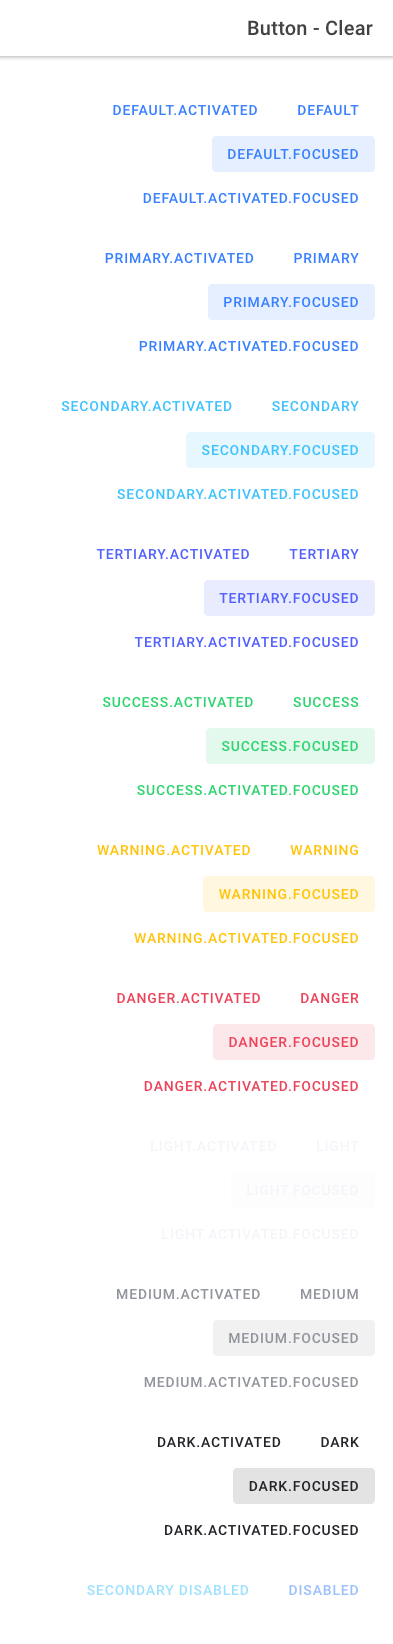 Button - Clear
DEFAULT.ACTIVATED DEFAULT
DEFAULT.FOCUSED
DEFAULT.ACTIVATED.FOCUSED
PRIMARY.ACTIVATED PRIMARY
PRIMARY.FOCUSED
PRIMARY.ACTIVATED.FOCUSED
SECONDARY.ACTIVATED SECONDARY
SECONDARY.FOCUSED
SECONDARY.ACTIVATED.FOCUSED
TERTIARY.ACTIVATED TERTIARY
TERTIARY.FOCUSED
TERTIARY.ACTIVATED.FOCUSED
SUCCESS.ACTIVATED SUCCESS
SUCCESS.FOCUSED
SUCCESS.ACTIVATED.FOCUSED
WARNING.ACTIVATED WARNING
WARNING.FOCUSED
WARNING.ACTIVATED.FOCUSED
DANGER.ACTIVATED DANGER
DANGER.FOCUSED
DANGER.ACTIVATED.FOCUSED
LIGHT.ACTIVATED LIGHT
LIGHT.FOCUSED
LIGHT.ACTIVATED.FOCUSED
MEDIUM.ACTIVATED MEDIUM
MEDIUM.FOCUSED
MEDIUM.ACTIVATED.FOCUSED
DARK.ACTIVATED DARK
DARK.FOCUSED
DARK.ACTIVATED.FOCUSED
SECONDARY DISABLED DISABLED